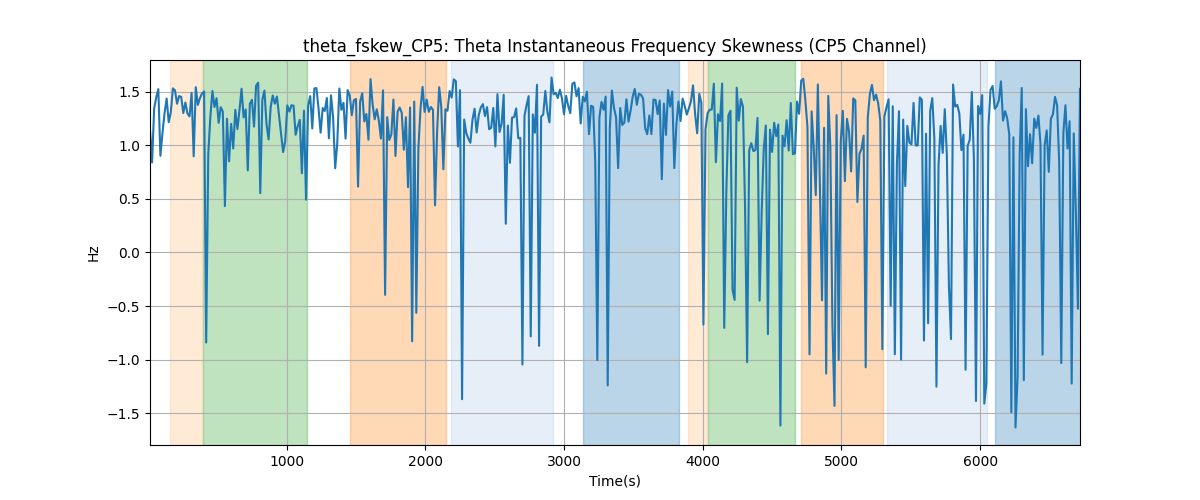 theta_fskew_CP5: Theta Instantaneous Frequency Skewness (CP5 Channel)
1.5
1.0
0.5
0.0
−0.5
−1.0
−1.5
Hz
1000 2000 3000 4000 5000 6000
Time(s)